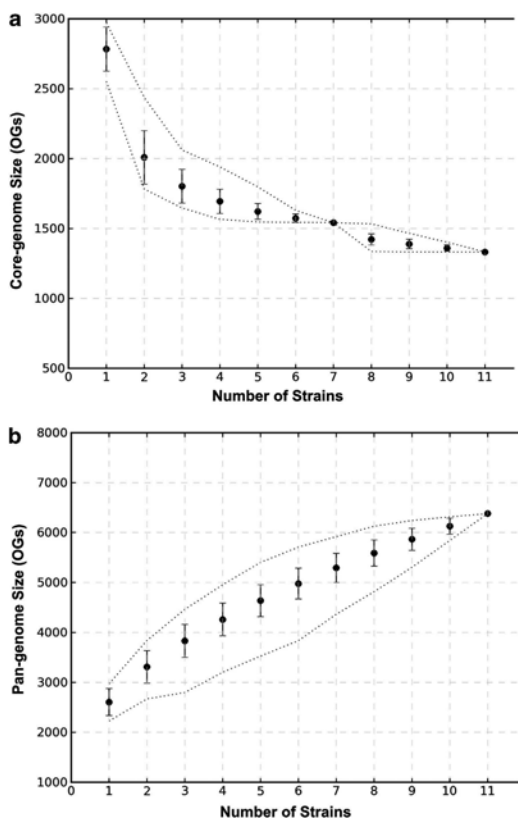 a
3000
2500
2000
1500
1000
500
0 1 2 3 4 5 6 7 8 9 10 11
Core-genome Size (OGs)
Number of Strains
b
8000
7000
6000
5000
4000
3000
2000
1000
0 1 2 3 4 5 6 7 8 9 10 11
Pan-genome Size (OGs)
Number of Strains